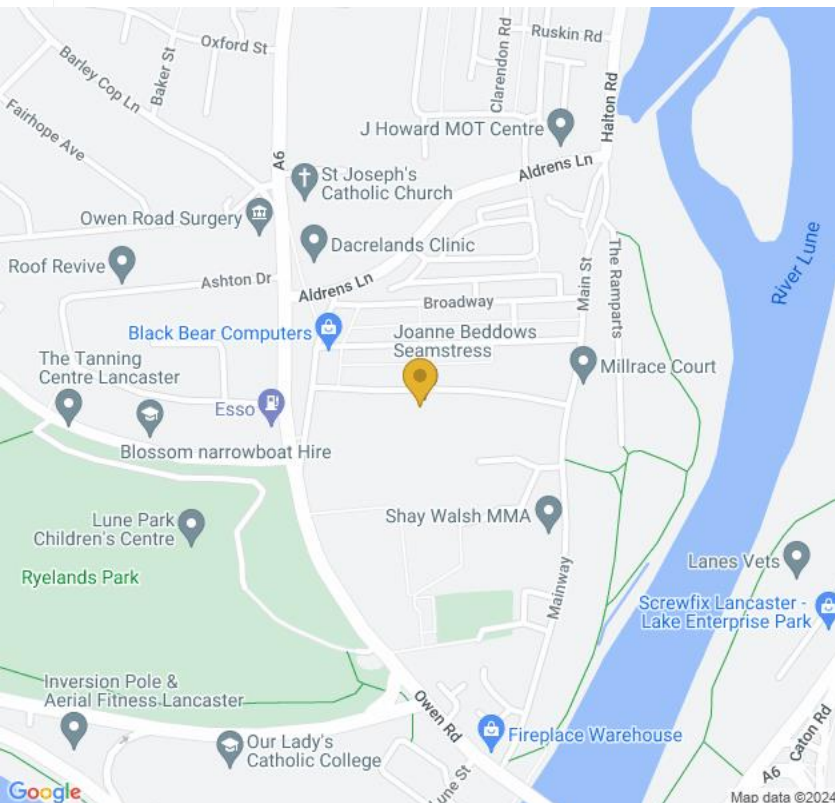 Oxford St
Baker St
Barley Cop Ln
Fairhope Ave
A6
Clarendon Rd
Ruskin Rd
Halton Rd
J Howard MOT Centre
Aldrens Ln
St Joseph's
Catholic Church
Owen Road Surgery
Dacrelands Clinic
Roof Revive
Ashton Dr
Aldrens Ln
Broadway
Main St
The Ramparts
River Lune
Black Bear Computers
Joanne Beddows
Seamstress
The Tanning
Centre Lancaster
Millrace Court
Esso
Blossom narrowboat Hire
Lune Park
Children's Centre
Shay Walsh MMA
Ryelands Park
Mainway
Lanes Vets
Screwfix Lancaster -
Lake Enterprise Park
Inversion Pole &
Aerial Fitness Lancaster
Owen Rd
Fireplace Warehouse
Our Lady's
Catholic College
Lune St
A6
Caton Rd
Google
Map data ©2024